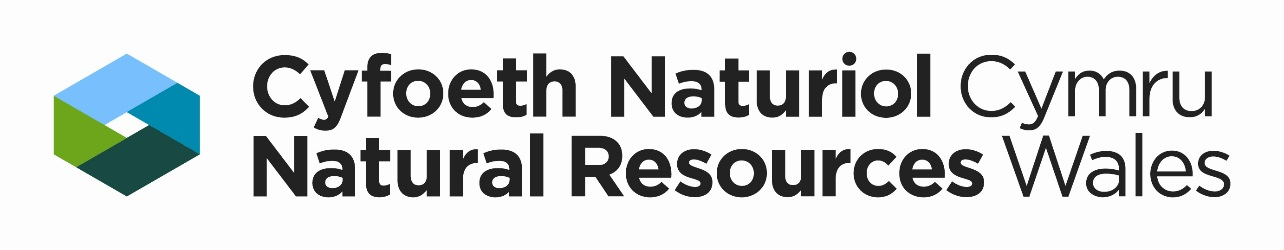 Cyfoeth Naturiol Cymru
Natural Resources Wales